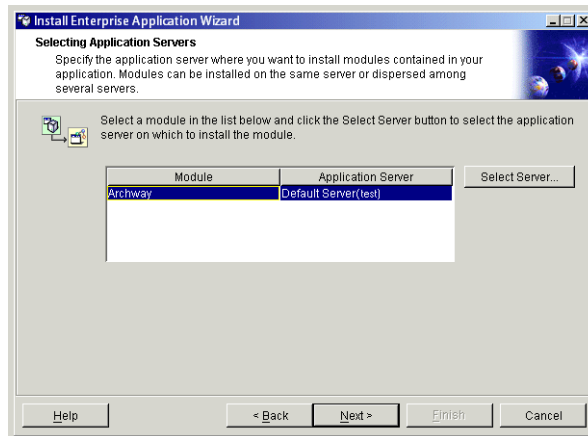 Install Enterprise Application Wizard
Selecting Application Servers
Specify the application server where you want to install modules contained in your
application. Modules can be installed on the same server or dispersed among
several servers.
Select a module in the list below and click the Select Server button to select the application
server on which to install the module.
Module Application Server Select Server...
Archway Default Server(test)
Help < Back Next > Finish Cancel